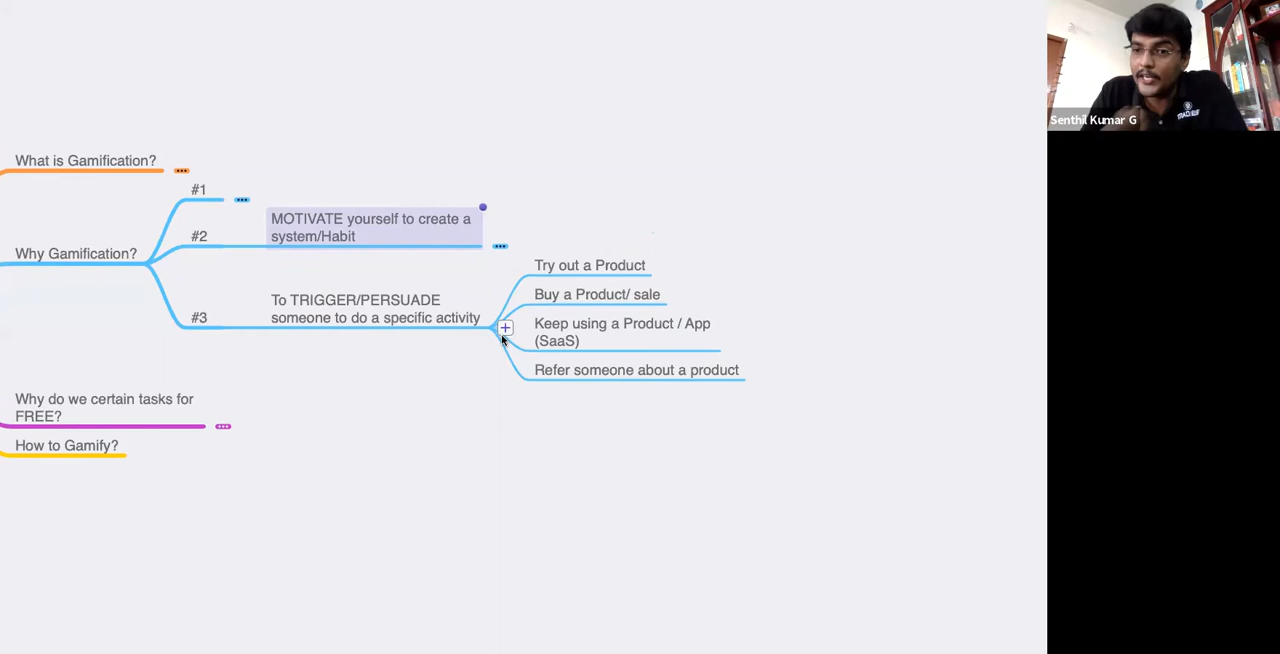 What is Gamification?
Why Gamification?
#1
#2
MOTIVATE yourself to create a
system/Habit
#3
To TRIGGER/PERSUADE
someone to do a specific activity
Try out a Product
Buy a Product/ sale
Keep using a Product / App
(SaaS)
Refer someone about a product
Why do we certain tasks for
FREE?
How to Gamify?
Senthil Kumar G